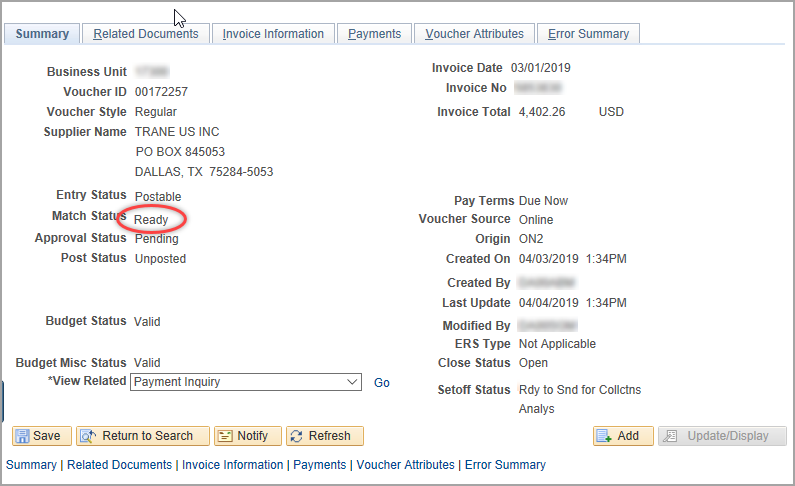 Summary Related Documents Invoice Information Payments Voucher Attributes Error Summary
Business Unit
Voucher ID 00172257
Voucher Style Regular
Supplier Name TRANE US INC
PO BOX 845053
DALLAS, TX 75284-5053
Invoice Date 03/01/2019
Invoice No
Invoice Total 4,402.26 USD
Entry Status Postable
Match Status Ready
Approval Status Pending
Post Status Unposted
Pay Terms Due Now
Voucher Source Online
Origin ON2
Created On 04/03/2019 1:34PM
Created By
Last Update 04/04/2019 1:34PM
Modified By
ERS Type Not Applicable
Close Status Open
Setoff Status Rdy to Snd for Collctns
Analys
Budget Status Valid
Budget Misc Status Valid
*View Related Payment Inquiry Go
Save Return to Search Notify Refresh Add Update/Display
Summary | Related Documents | Invoice Information | Payments | Voucher Attributes | Error Summary